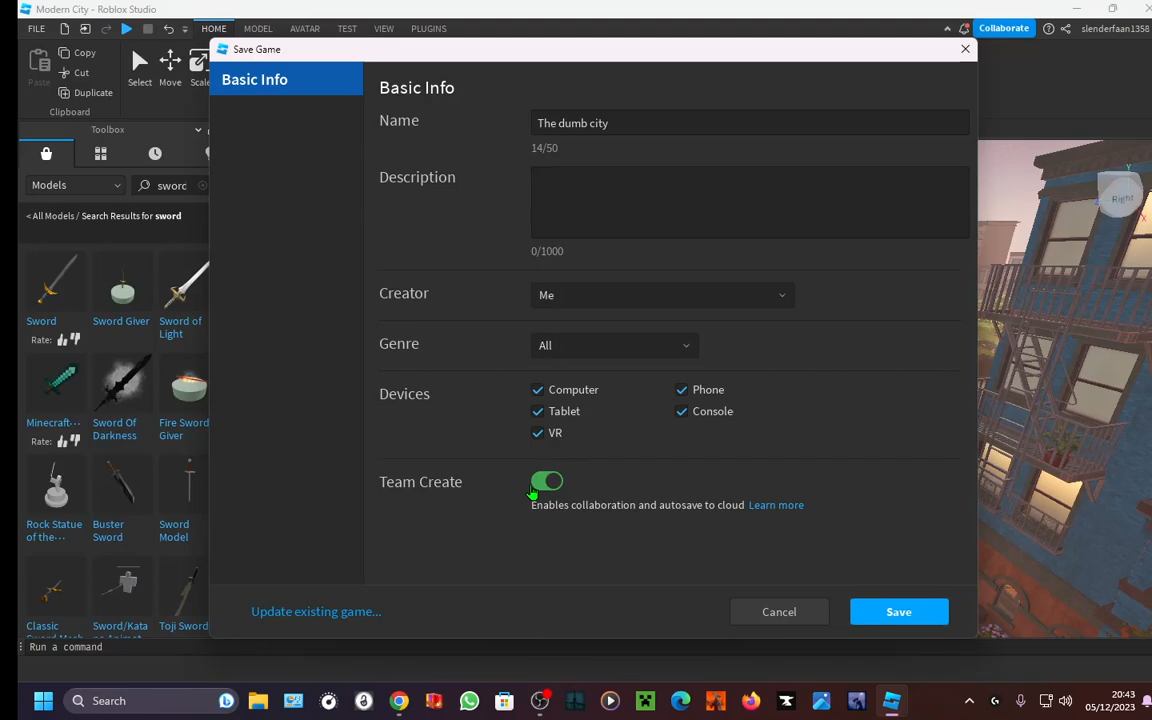 Modern City - Roblox Studio
FILE HOME MODEL AVATAR TEST VIEW PLUGINS Collaborate slenderfaan1358
Paste Copy Cut Duplicate Select Move Scale
Clipboard
Toolbox
Models sword
< All Models / Search Results for sword
Sword Sword Giver Sword of Light
Rate:
Minecraft... Sword Of Darkness Fire Sword Giver
Rate:
Rock Statue of the... Buster Sword Sword Model
Classic Sword/Kata Toji Sword
Save Game
Basic Info
Basic Info
Name The dumb city
14/50
Description
0/1000
Creator Me
Genre All
Devices Computer Phone
Tablet Console
VR
Team Create
Enables collaboration and autosave to cloud Learn more
Update existing game... Cancel Save
Right
Y
Run a command
Search
20:43
05/12/2023